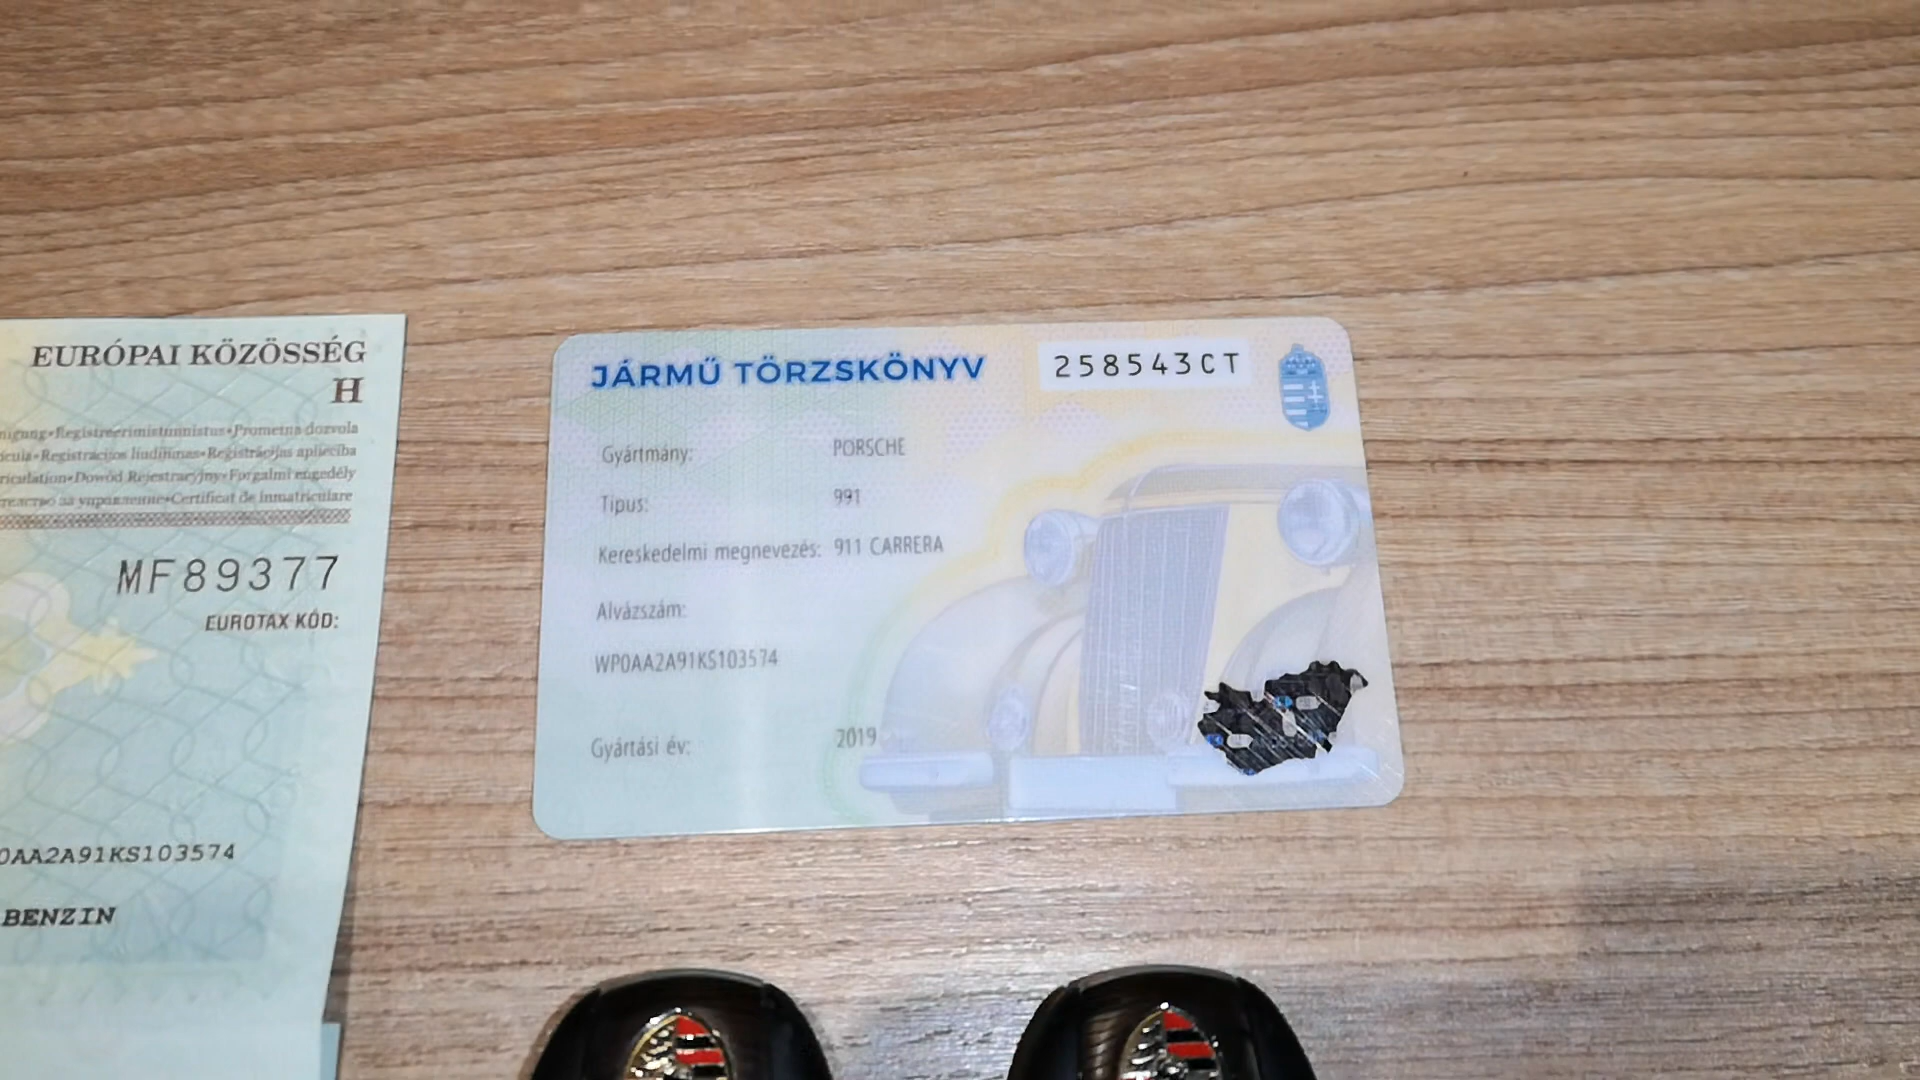 EURÓPAI KÖZÖSSÉG
H
Registreerimistunnistus•Prometna dozvola
Registracijos liudijimas•Reģistrācijas apliecība
Dowód Rejestracyjny•Forgalmi engedély
Certificat de înmatriculare
MF89377
EUROTAX KÓD:
0AA2A91KS103574
BENZIN
JÁRMŰ TÖRZSKÖNYV 258543CT
Gyártmány: PORSCHE
Típus: 991
Kereskedelmi megnevezés: 911 CARRERA
Alvázszám:
WP0AA2A91KS103574
Gyártási év: 2019